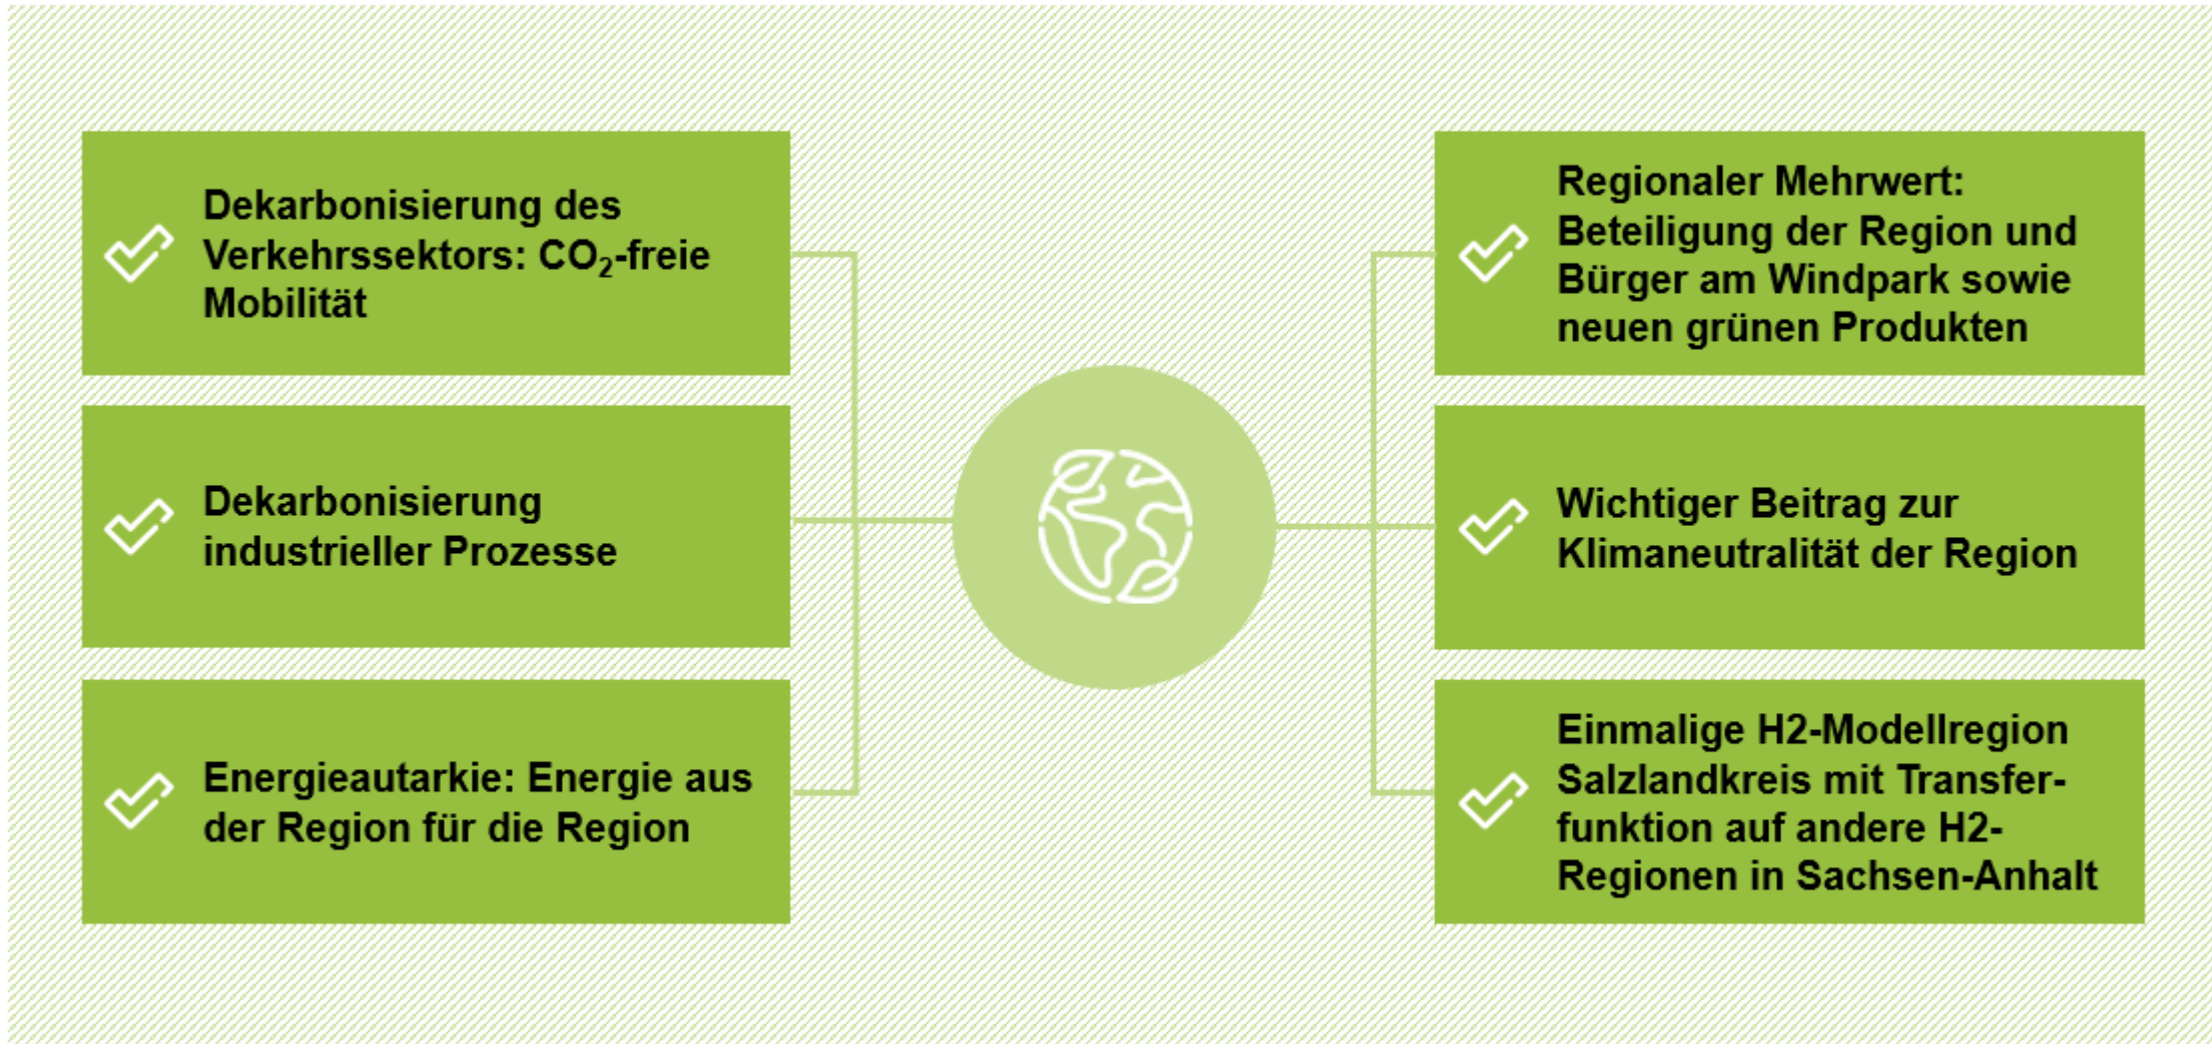 Dekarbonisierung des
Verkehrssektors: CO₂-freie
Mobilität
Dekarbonisierung
industrieller Prozesse
Energieautarkie: Energie aus
der Region für die Region
Regionaler Mehrwert:
Beteiligung der Region und
Bürger am Windpark sowie
neuen grünen Produkten
Wichtiger Beitrag zur
Klimaneutralität der Region
Einmalige H2-Modellregion
Salzlandkreis mit Transfer-
funktion auf andere H2-
Regionen in Sachsen-Anhalt